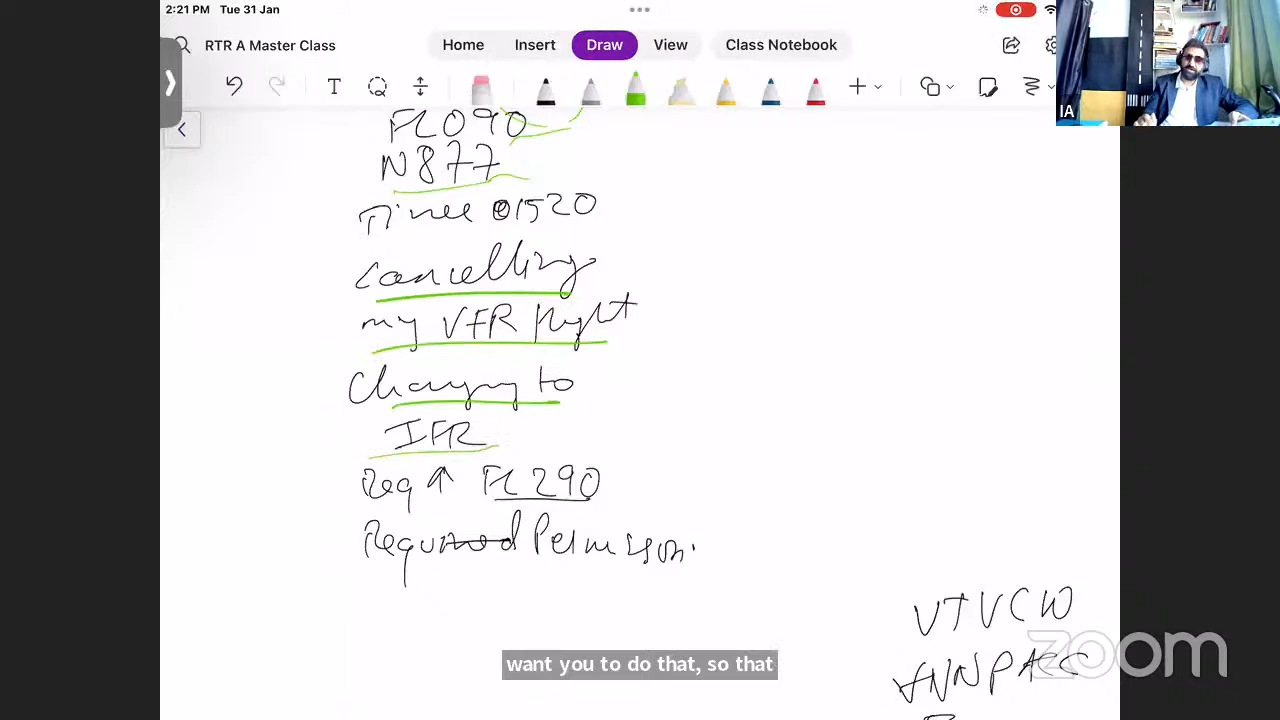 2:21 PM Tue 31 Jan
RTR A Master Class
Home Insert Draw View Class Notebook
T
IA
FL090
N877
Time 01520
Cancelling
my VFR flight
Changing to
IFR
Req ↑ FL290
Permission.
VTVCW
zoom
want you to do that, so that